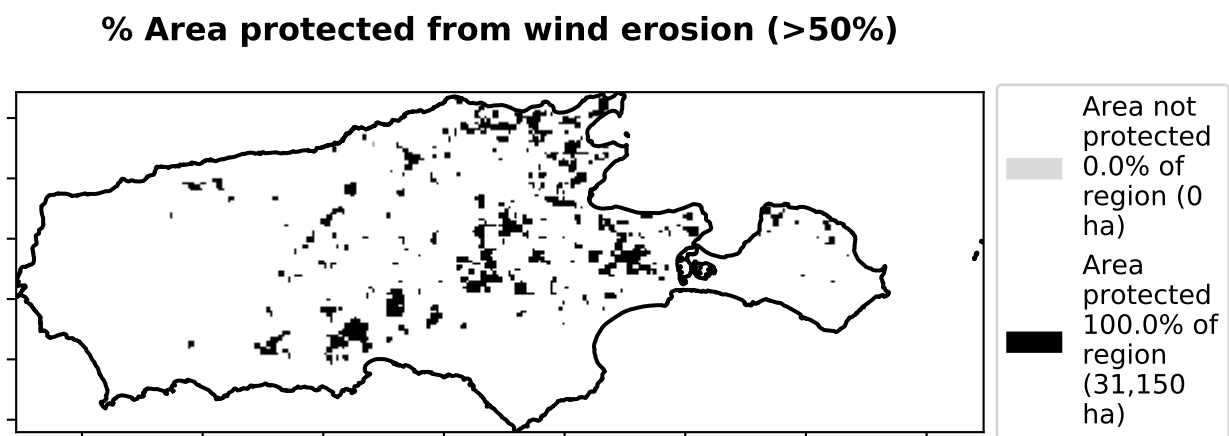 % Area protected from wind erosion (>50%)
Area not
protected
0.0% of
region (0
ha)
Area
protected
100.0% of
region
(31,150
ha)